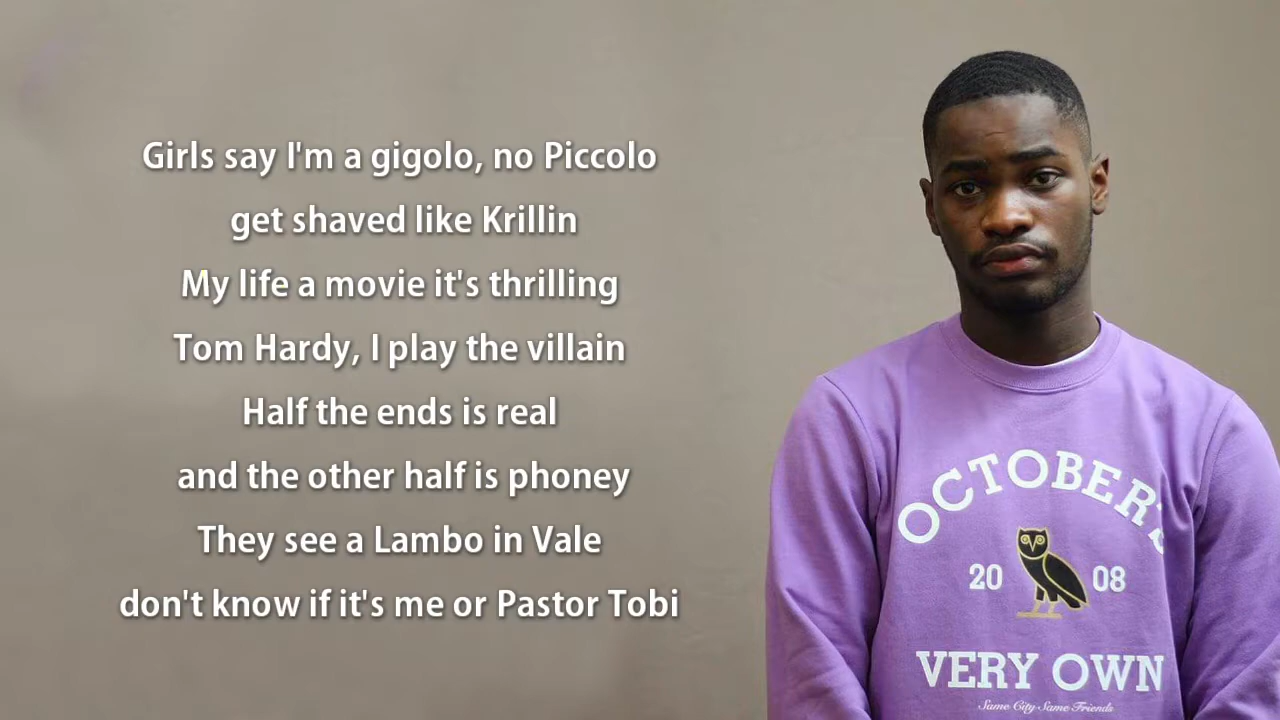 Girls say I'm a gigolo, no Piccolo
get shaved like Krillin
My life a movie it's thrilling
Tom Hardy, I play the villain
Half the ends is real
and the other half is phoney
They see a Lambo in Vale
don't know if it's me or Pastor Tobi
OCTOBER'S
20 08
VERY OWN
Same City Same Friends